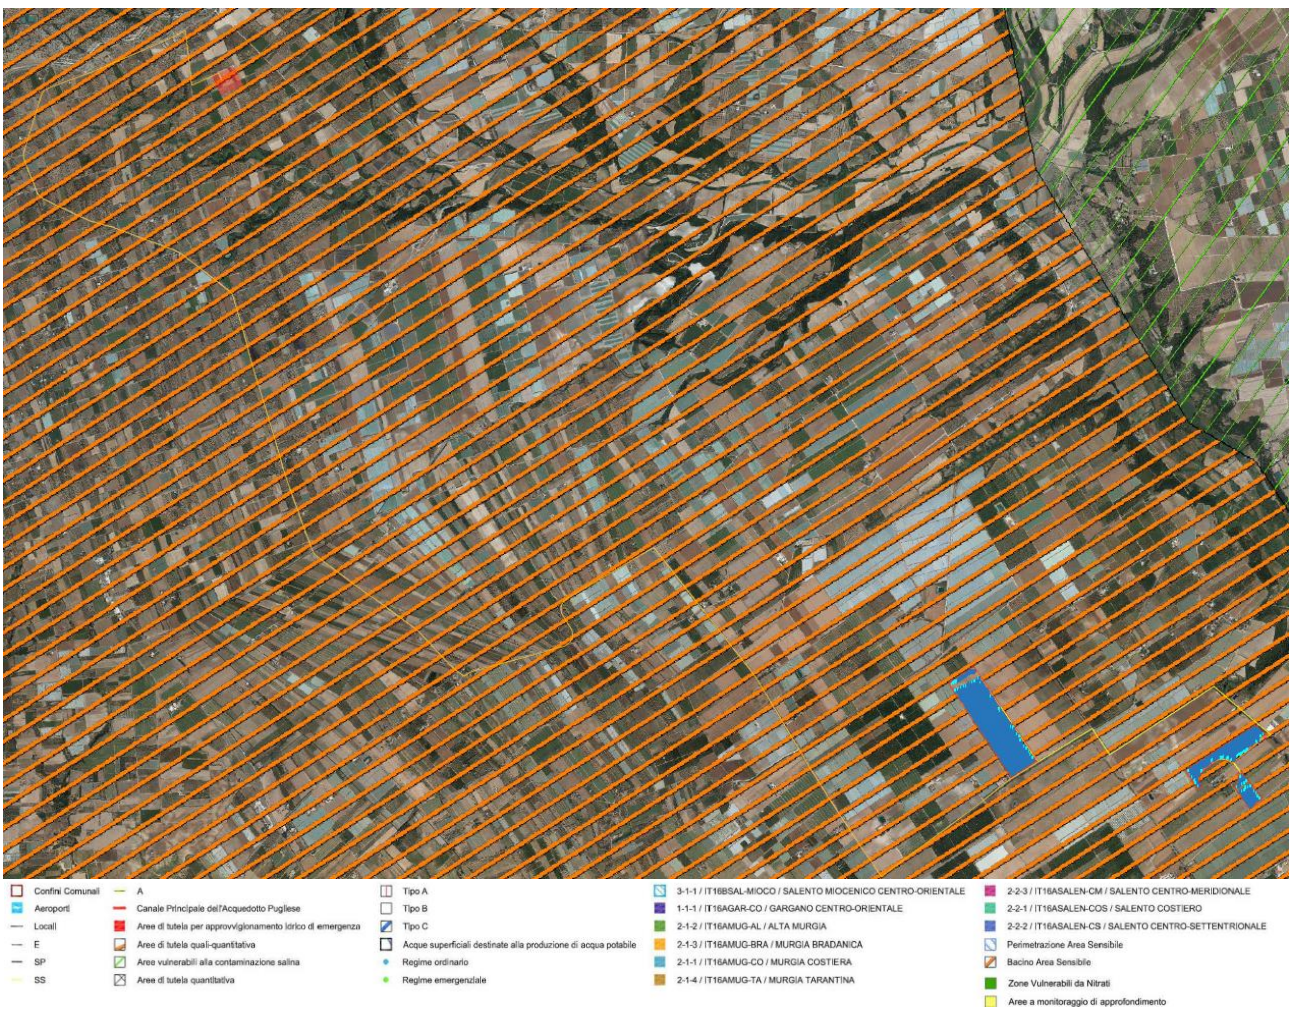 Confini Comunali
Aeroporti
Locali
E
SP
SS
A
Canale Principale dell'Acquedotto Pugliese
Aree di tutela per approvvigionamento idrico di emergenza
Aree di tutela quali-quantitativa
Aree vulnerabili alla contaminazione salina
Aree di tutela quantitativa
Tipo A
Tipo B
Tipo C
Acque superficiali destinate alla produzione di acqua potabile
Regime ordinario
Regime emergenziale
3-1-1 / IT16BSAL-MIOCO / SALENTO MIOCENICO CENTRO-ORIENTALE
1-1-1 / IT16AGAR-CO / GARGANO CENTRO-ORIENTALE
2-1-2 / IT16AMUG-AL / ALTA MURGIA
2-1-3 / IT16AMUG-BRA / MURGIA BRADANICA
2-1-1 / IT16AMUG-CO / MURGIA COSTIERA
2-1-4 / IT16AMUG-TA / MURGIA TARANTINA
2-2-3 / IT16ASALEN-CM / SALENTO CENTRO-MERIDIONALE
2-2-1 / IT16ASALEN-COS / SALENTO COSTIERO
2-2-2 / IT16ASALEN-CS / SALENTO CENTRO-SETTENTRIONALE
Perimetrazione Area Sensibile
Bacino Area Sensibile
Zone Vulnerabili da Nitrati
Aree a monitoraggio di approfondimento